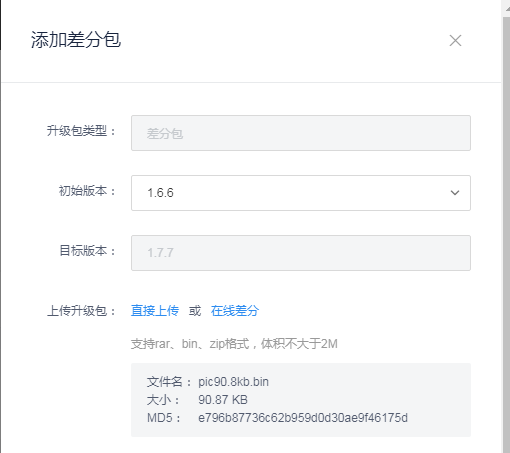 添加差分包
升级包类型： 差分包
初始版本： 1.6.6
目标版本： 1.7.7
上传升级包： 直接上传 或 在线差分
支持rar、bin、zip格式，体积不大于2M
文件名： pic90.8kb.bin
大小： 90.87 KB
MD5： e796b87736c62b959d0d30ae9f46175d